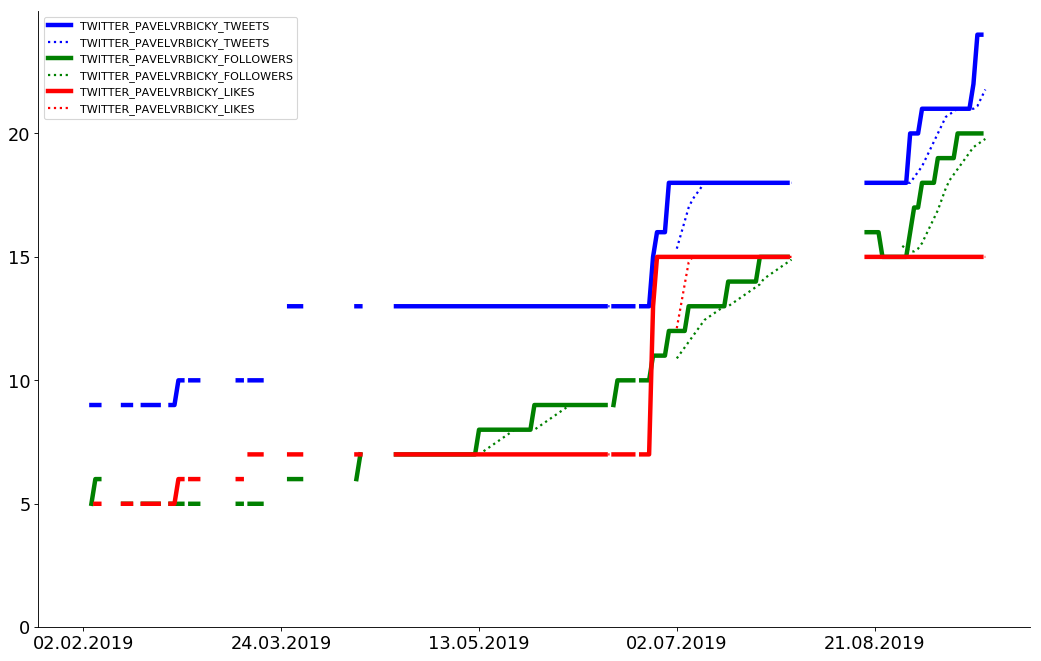 TWITTER_PAVELVRBICKY_TWEETS
TWITTER_PAVELVRBICKY_TWEETS
TWITTER_PAVELVRBICKY_FOLLOWERS
TWITTER_PAVELVRBICKY_FOLLOWERS
TWITTER_PAVELVRBICKY_LIKES
TWITTER_PAVELVRBICKY_LIKES
20
15
10
5
0
02.02.2019 24.03.2019 13.05.2019 02.07.2019 21.08.2019